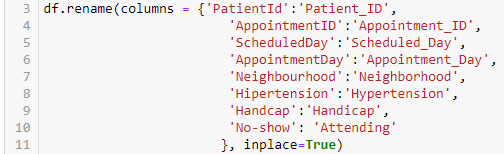 3 df.rename(columns = {'PatientId':'Patient_ID',
4 'AppointmentID':'Appointment_ID',
5 'ScheduledDay':'Scheduled_Day',
6 'AppointmentDay':'Appointment_Day',
7 'Neighbourhood':'Neighborhood',
8 'Hipertension':'Hypertension',
9 'Handcap':'Handicap',
10 'No-show': 'Attending'
11 }, inplace=True)